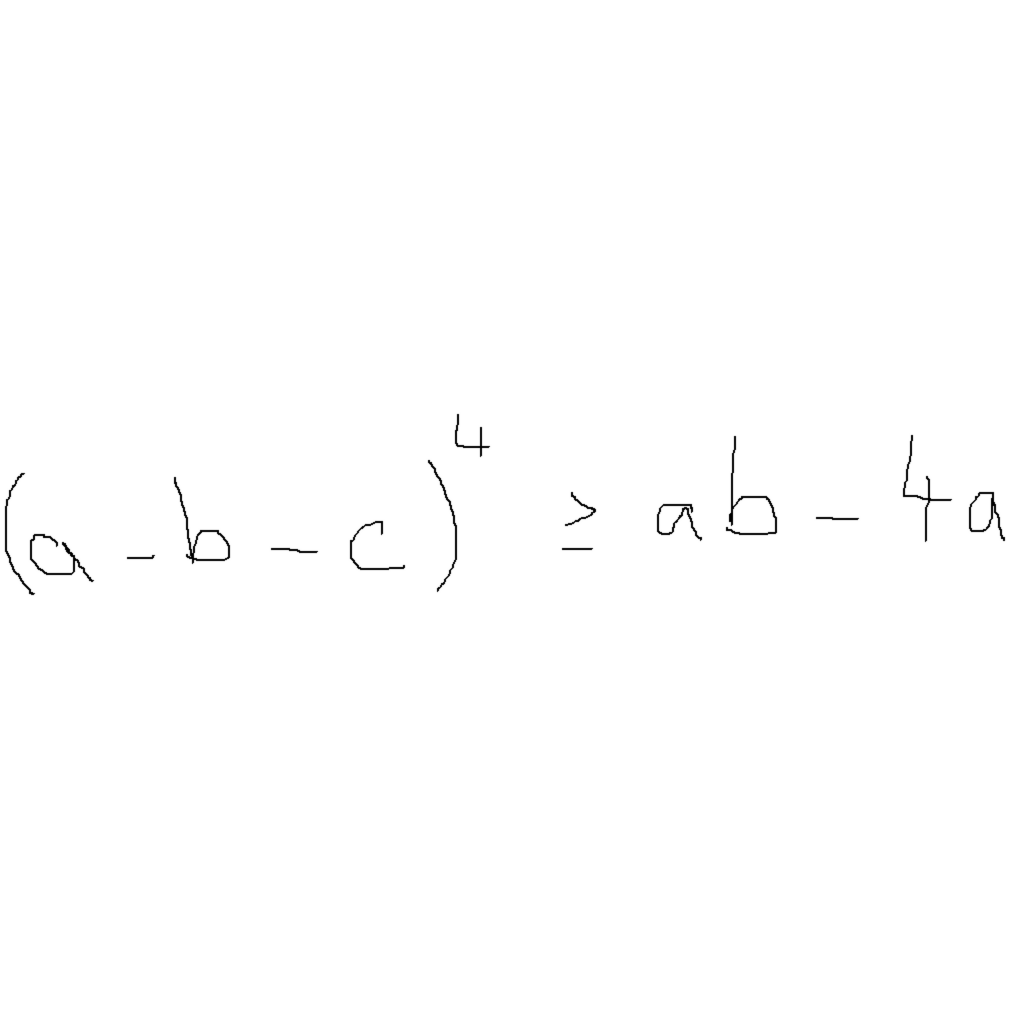 (a - b - c)⁴ ≥ ab - 4a